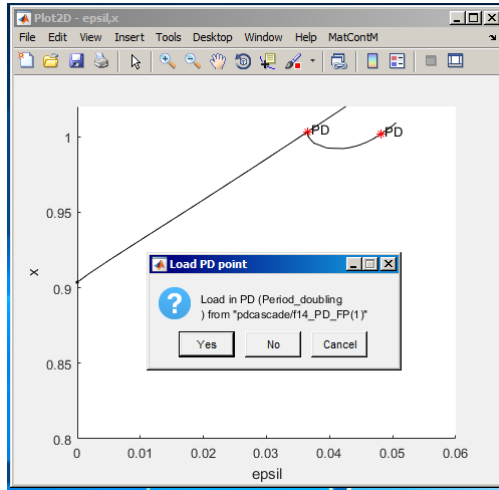 Plot2D - epsil,x
File Edit View Insert Tools Desktop Window Help MatContM
1
PD
PD
0.95
Load PD point
x
0.9
Load in PD (Period_doubling
) from "pdcascade/f14_PD_FP(1)"
Yes No Cancel
0.85
0.8
0 0.01 0.02 0.03 0.04 0.05 0.06
epsil